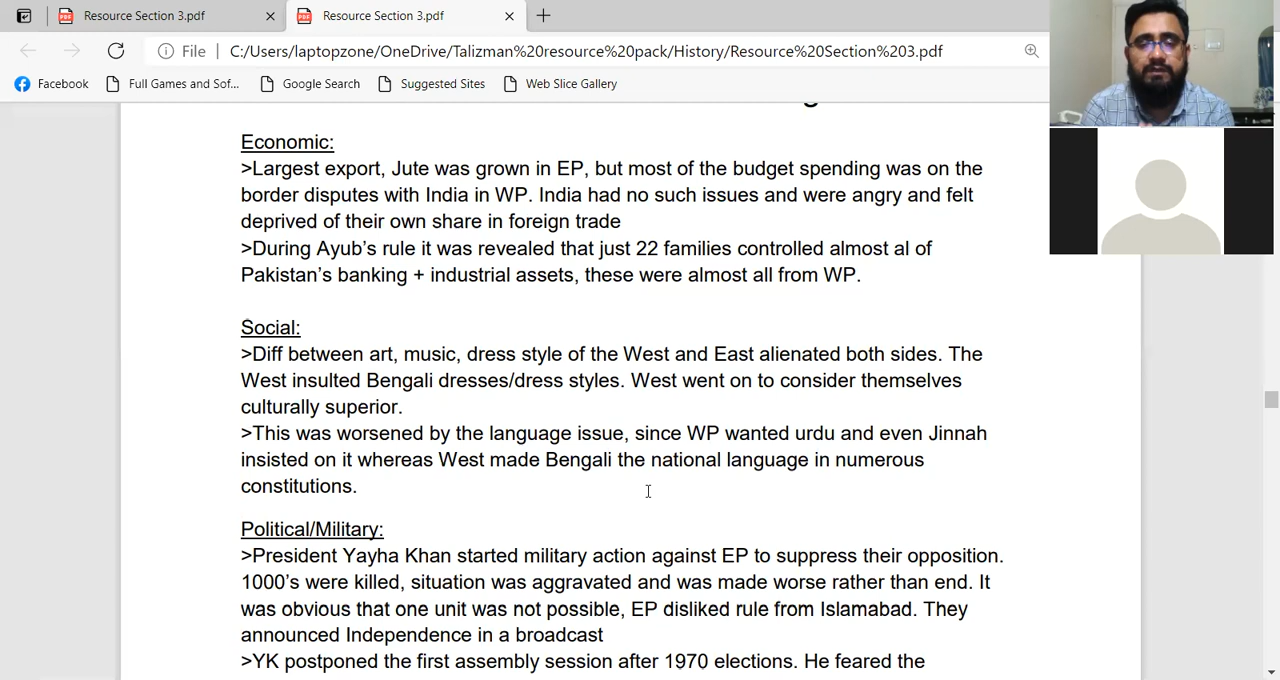 Resource Section 3.pdf
Resource Section 3.pdf
File
C:/Users/laptopzone/OneDrive/Talizman%20resource%20pack/History/Resource%20Section%203.pdf
Facebook
Full Games and Sof...
Google Search
Suggested Sites
Web Slice Gallery
Economic:
>Largest export, Jute was grown in EP, but most of the budget spending was on the
border disputes with India in WP. India had no such issues and were angry and felt
deprived of their own share in foreign trade
>During Ayub's rule it was revealed that just 22 families controlled almost al of
Pakistan's banking + industrial assets, these were almost all from WP.
Social:
>Diff between art, music, dress style of the West and East alienated both sides. The
West insulted Bengali dresses/dress styles. West went on to consider themselves
culturally superior.
>This was worsened by the language issue, since WP wanted urdu and even Jinnah
insisted on it whereas West made Bengali the national language in numerous
constitutions.
Political/Military:
>President Yayha Khan started military action against EP to suppress their opposition.
1000's were killed, situation was aggravated and was made worse rather than end. It
was obvious that one unit was not possible, EP disliked rule from Islamabad. They
announced Independence in a broadcast
>YK postponed the first assembly session after 1970 elections. He feared the